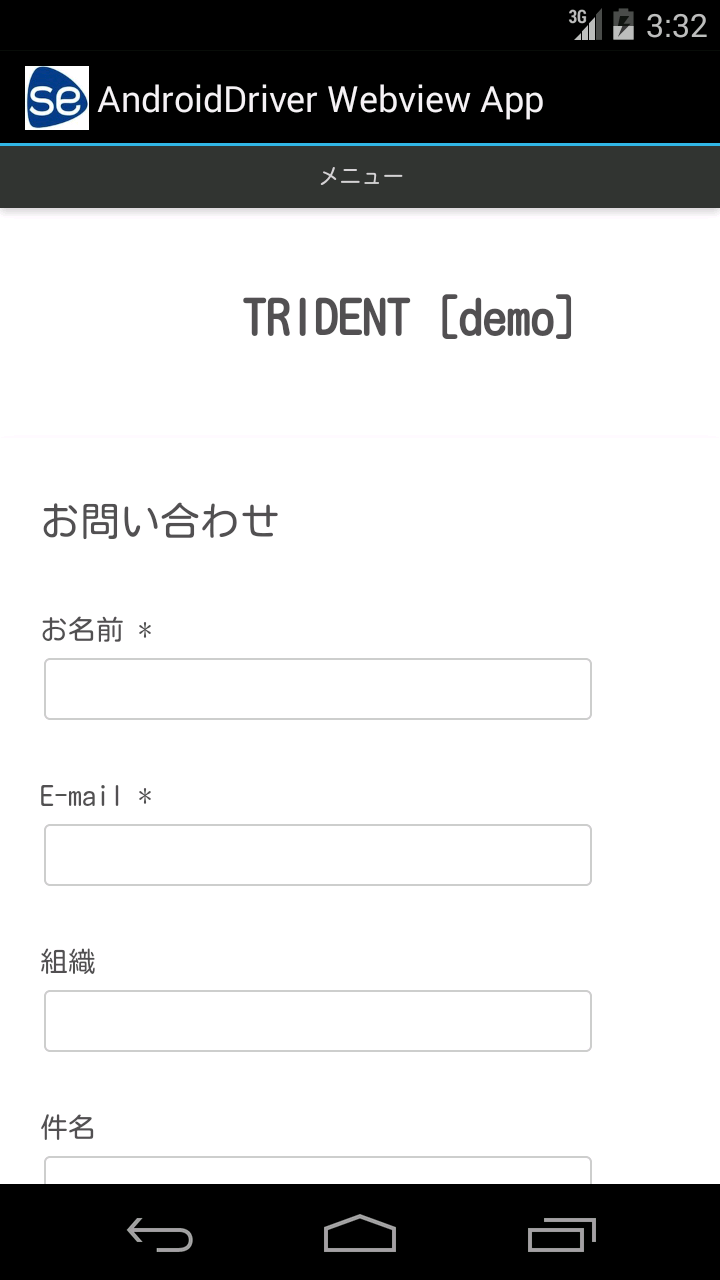 3G 3:32
se AndroidDriver Webview App
メニュー
TRIDENT [demo]
お問い合わせ
お名前 *
E-mail *
組織
件名